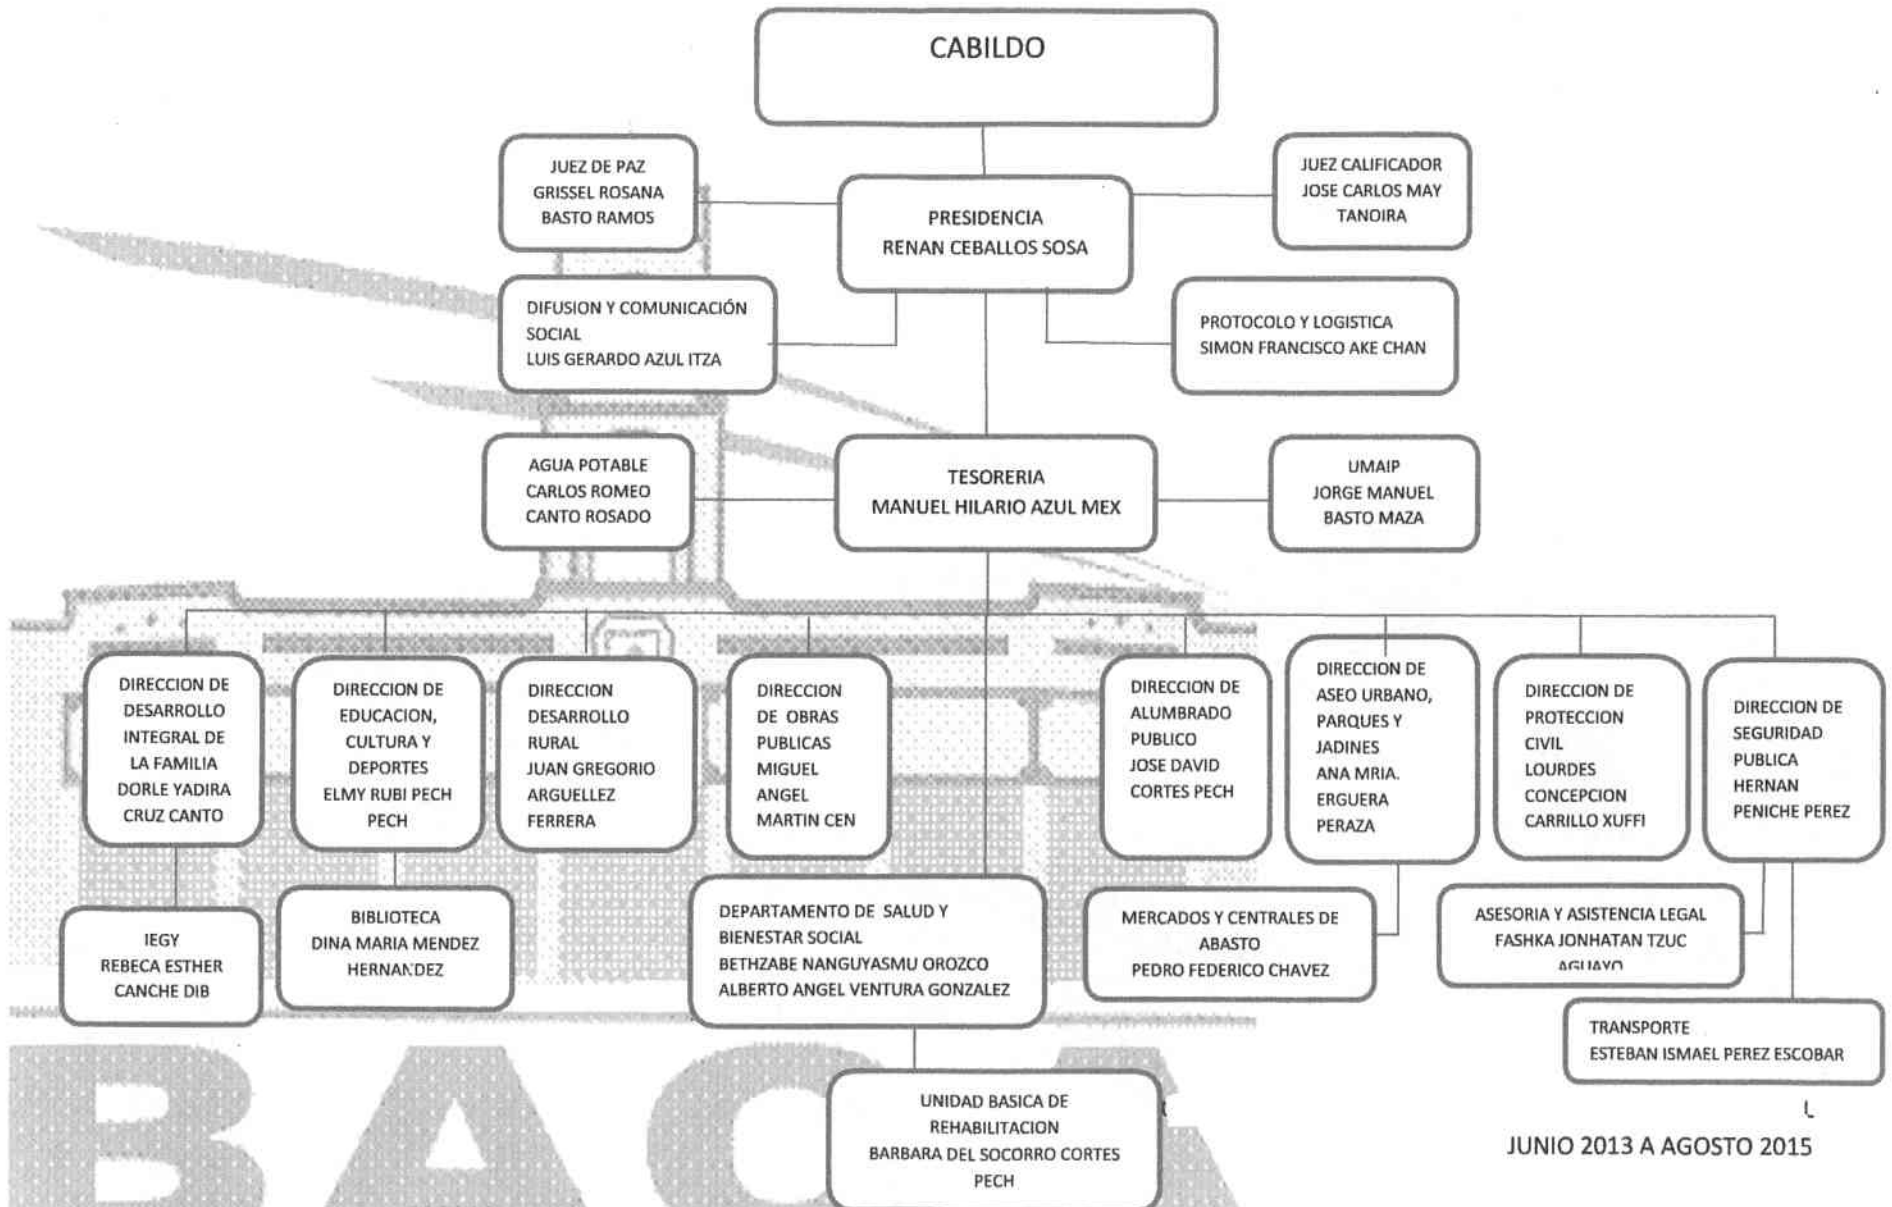 CABILDO
JUEZ DE PAZ
GRISSEL ROSANA
BASTO RAMOS
PRESIDENCIA
RENAN CEBALLOS SOSA
JUEZ CALIFICADOR
JOSE CARLOS MAY
TANOIRA
DIFUSION Y COMUNICACIÓN
SOCIAL
LUIS GERARDO AZUL ITZA
PROTOCOLO Y LOGISTICA
SIMON FRANCISCO AKE CHAN
AGUA POTABLE
CARLOS ROMEO
CANTO ROSADO
TESORERIA
MANUEL HILARIO AZUL MEX
UMAIP
JORGE MANUEL
BASTO MAZA
DIRECCION DE
DESARROLLO
INTEGRAL DE
LA FAMILIA
DORLE YADIRA
CRUZ CANTO
DIRECCION DE
EDUCACION,
CULTURA Y
DEPORTES
ELMY RUBI PECH
PECH
DIRECCION
DESARROLLO
RURAL
JUAN GREGORIO
ARGUELLEZ
FERRERA
DIRECCION
DE OBRAS
PUBLICAS
MIGUEL
ANGEL
MARTIN CEN
DIRECCION DE
ALUMBRADO
PUBLICO
JOSE DAVID
CORTES PECH
DIRECCION DE
ASEO URBANO,
PARQUES Y
JADINES
ANA MRIA.
ERGUERA
PERAZA
DIRECCION DE
PROTECCION
CIVIL
LOURDES
CONCEPCION
CARRILLO XUFFI
DIRECCION DE
SEGURIDAD
PUBLICA
HERNAN
PENICHE PEREZ
IEGY
REBECA ESTHER
CANCHE DIB
BIBLIOTECA
DINA MARIA MENDEZ
HERNANDEZ
DEPARTAMENTO DE SALUD Y
BIENESTAR SOCIAL
BETHZABE NANGUYASMU OROZCO
ALBERTO ANGEL VENTURA GONZALEZ
MERCADOS Y CENTRALES DE
ABASTO
PEDRO FEDERICO CHAVEZ
ASESORIA Y ASISTENCIA LEGAL
FASHKA JONHATAN TZUC
AGUAYO
TRANSPORTE
ESTEBAN ISMAEL PEREZ ESCOBAR
UNIDAD BASICA DE
REHABILITACION
BARBARA DEL SOCORRO CORTES
PECH
JUNIO 2013 A AGOSTO 2015
BACA